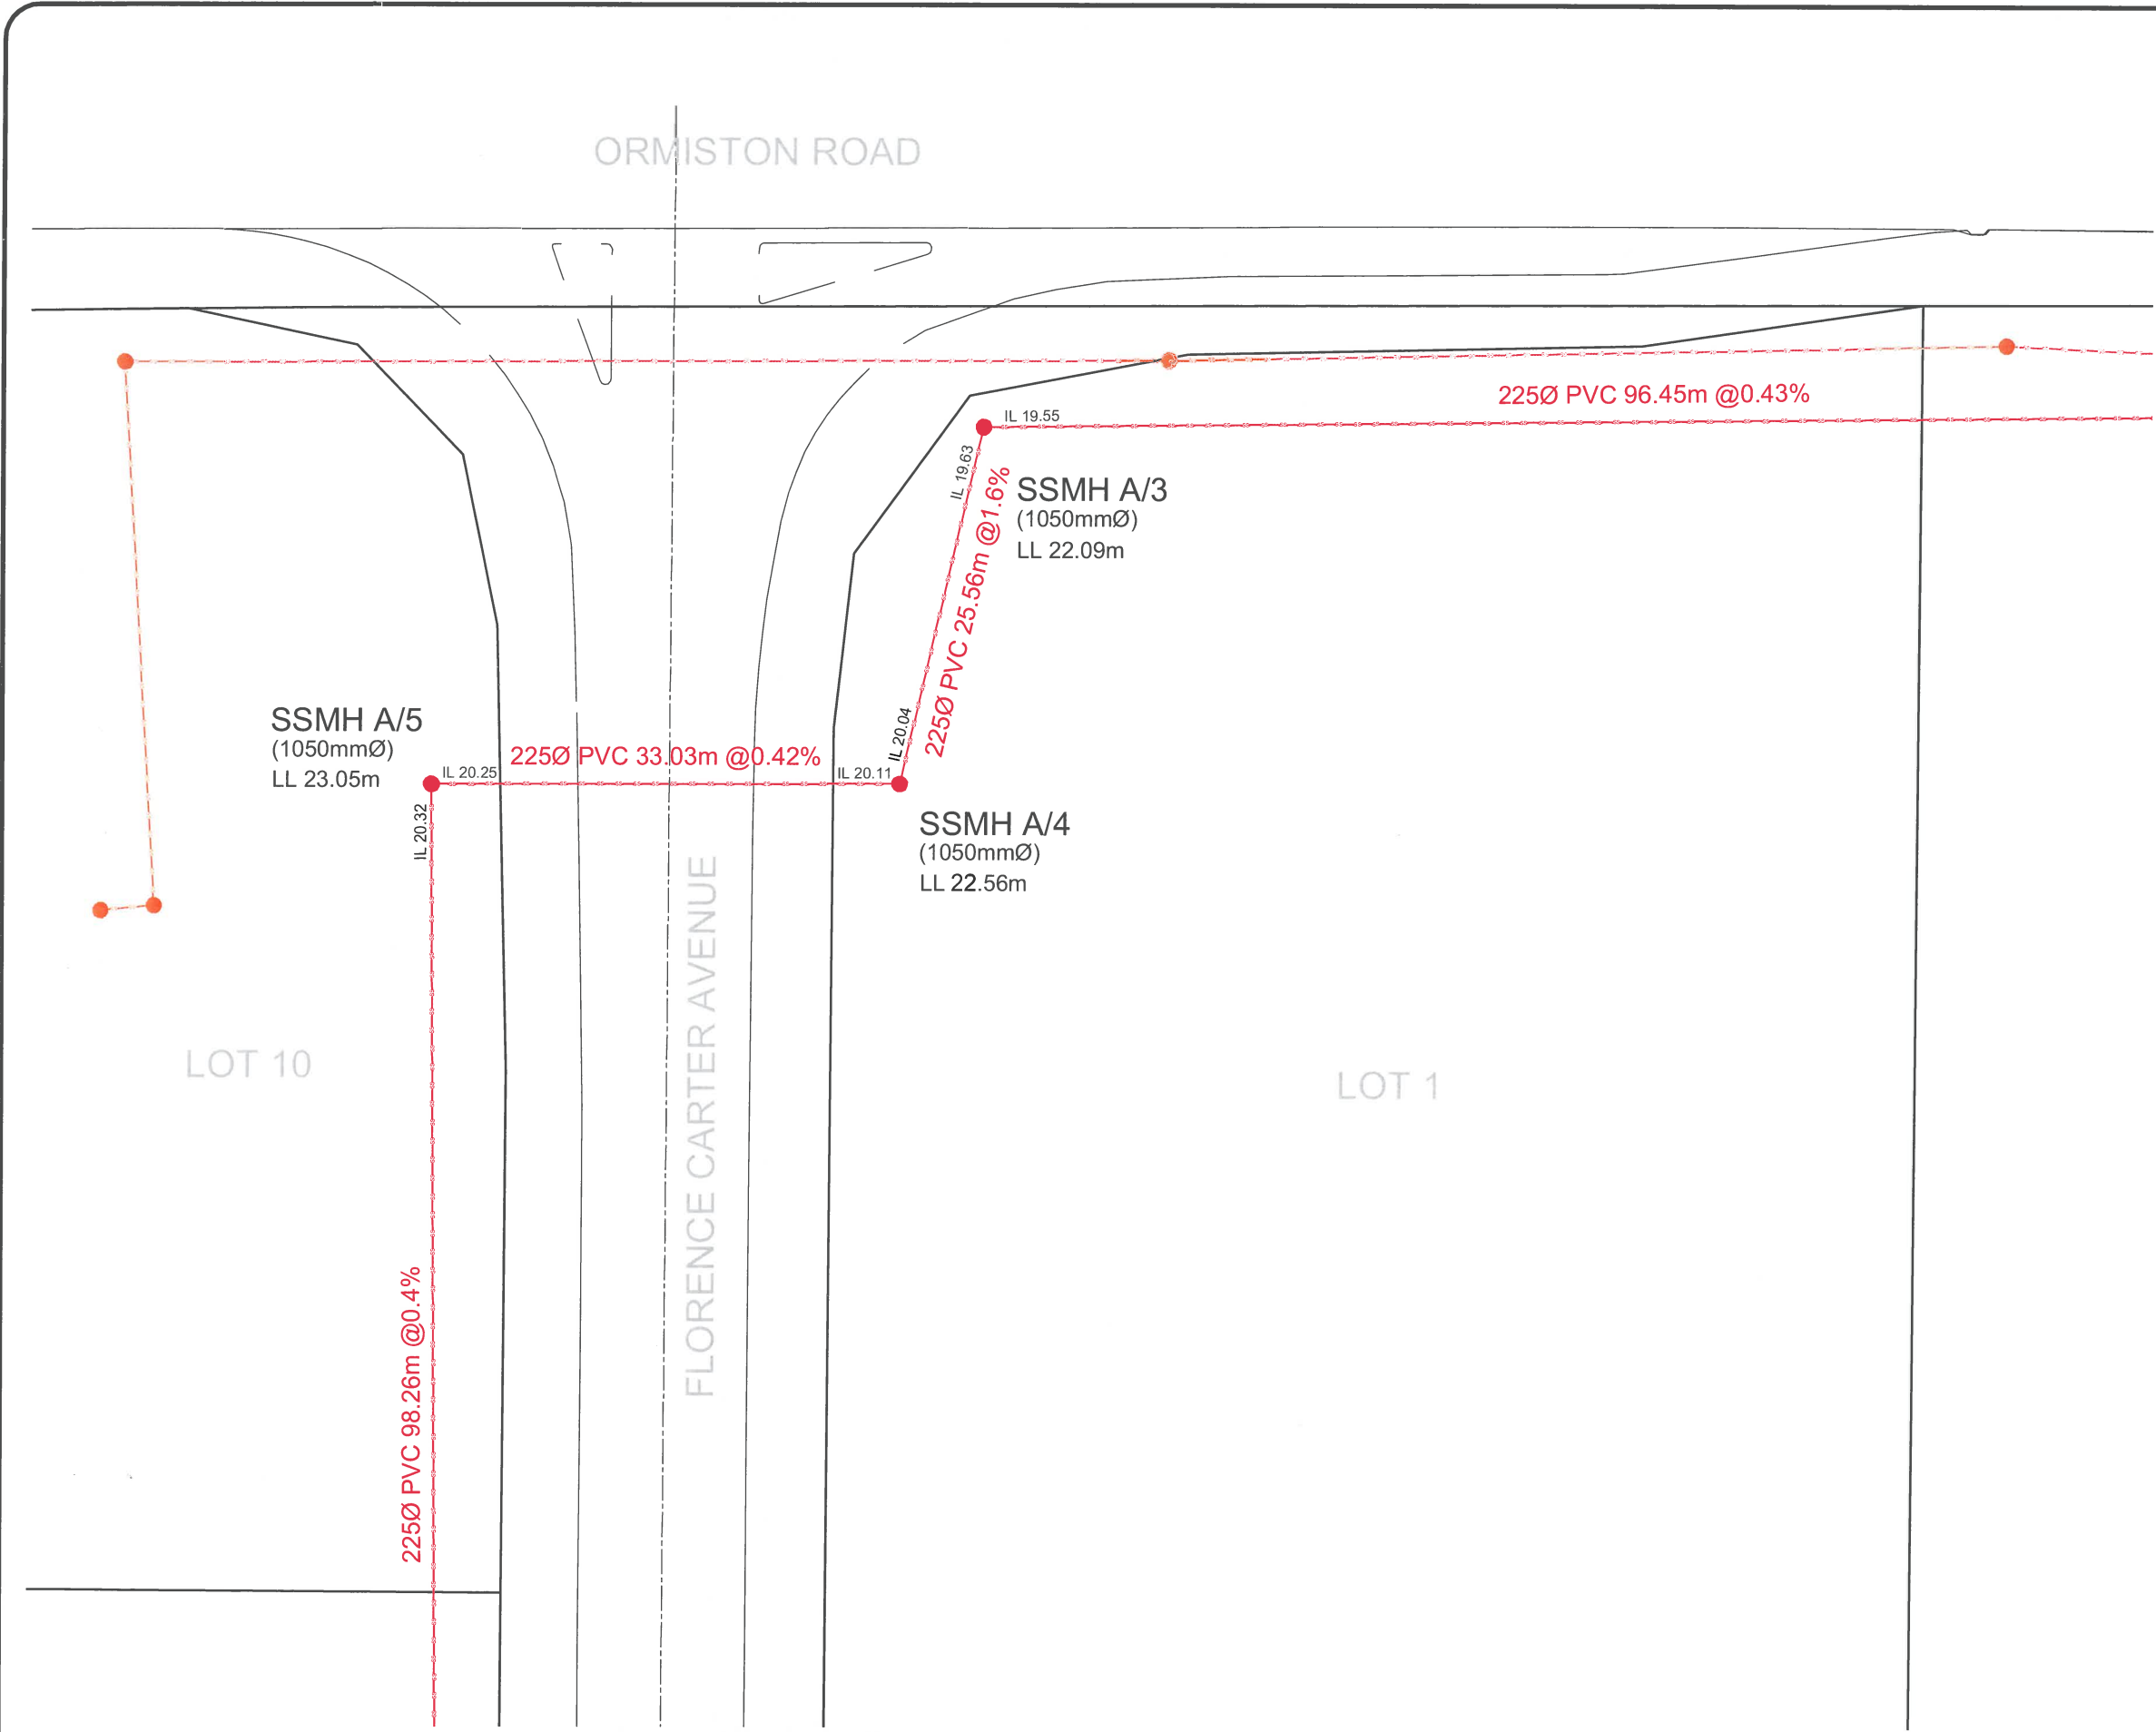 ORMISTON ROAD
225Ø PVC 96.45m @0.43%
IL 19.55
IL 19.63
SSMH A/3
(1050mmØ)
LL 22.09m
225Ø PVC 25.56m @1.6%
IL 20.04
SSMH A/5
(1050mmØ)
LL 23.05m
225Ø PVC 33.03m @0.42%
IL 20.25
IL 20.11
IL 20.32
SSMH A/4
(1050mmØ)
LL 22.56m
FLORENCE CARTER AVENUE
LOT 10
LOT 1
225Ø PVC 98.26m @0.4%